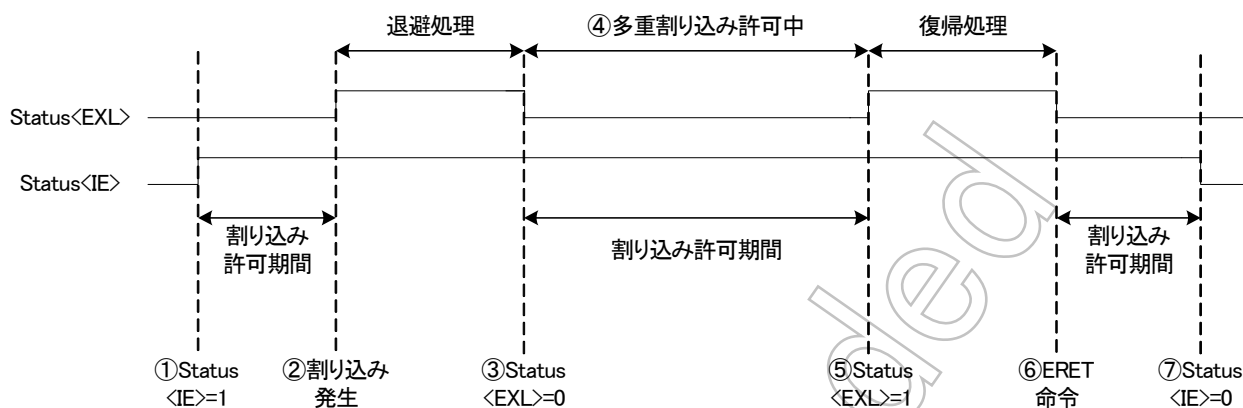 退避処理
④多重割り込み許可中
復帰処理
Status<EXL>
Status<IE>
割り込み
許可期間
割り込み許可期間
割り込み
許可期間
①Status
<IE>=1
②割り込み
発生
③Status
<EXL>=0
⑤Status
<EXL>=1
⑥ERET
命令
⑦Status
<IE>=0
ded